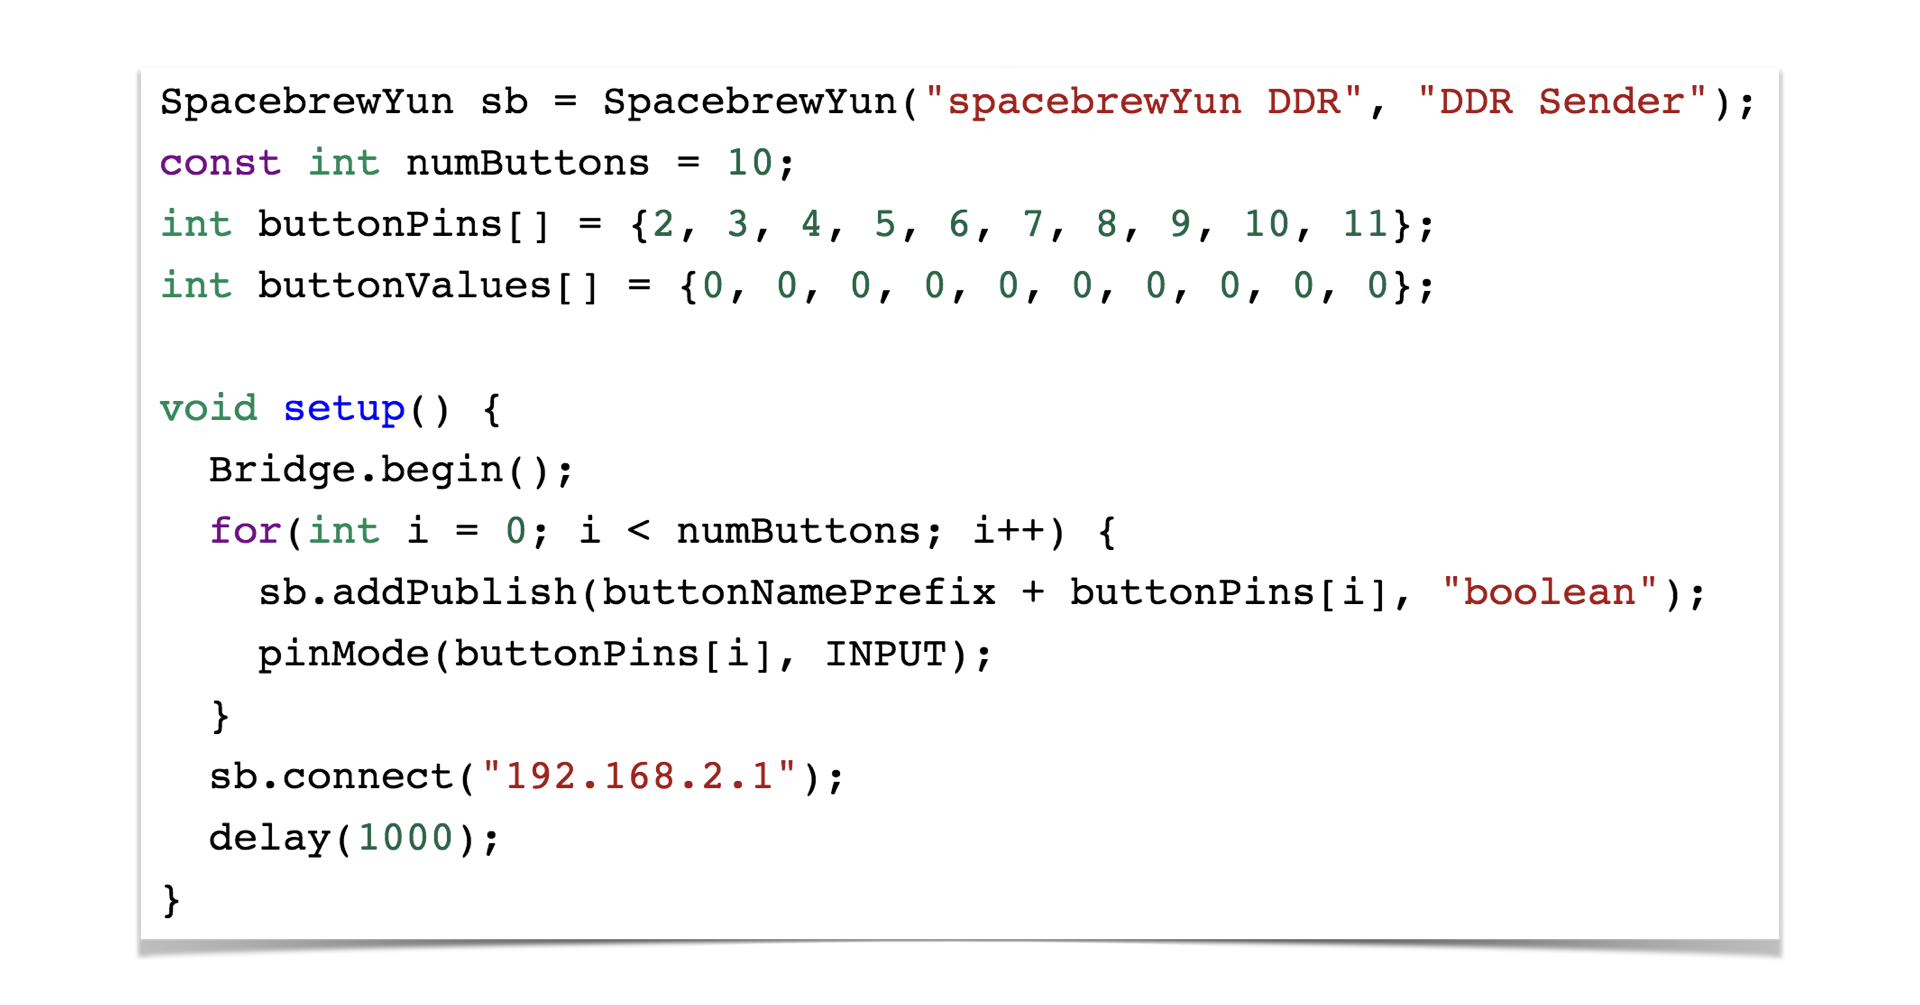 SpacebrewYun sb = SpacebrewYun("spacebrewYun DDR", "DDR Sender");
const int numButtons = 10;
int buttonPins[] = {2, 3, 4, 5, 6, 7, 8, 9, 10, 11};
int buttonValues[] = {0, 0, 0, 0, 0, 0, 0, 0, 0, 0};

void setup() {
  Bridge.begin();
  for(int i = 0; i < numButtons; i++) {
    sb.addPublish(buttonNamePrefix + buttonPins[i], "boolean");
    pinMode(buttonPins[i], INPUT);
  }
  sb.connect("192.168.2.1");
  delay(1000);
}